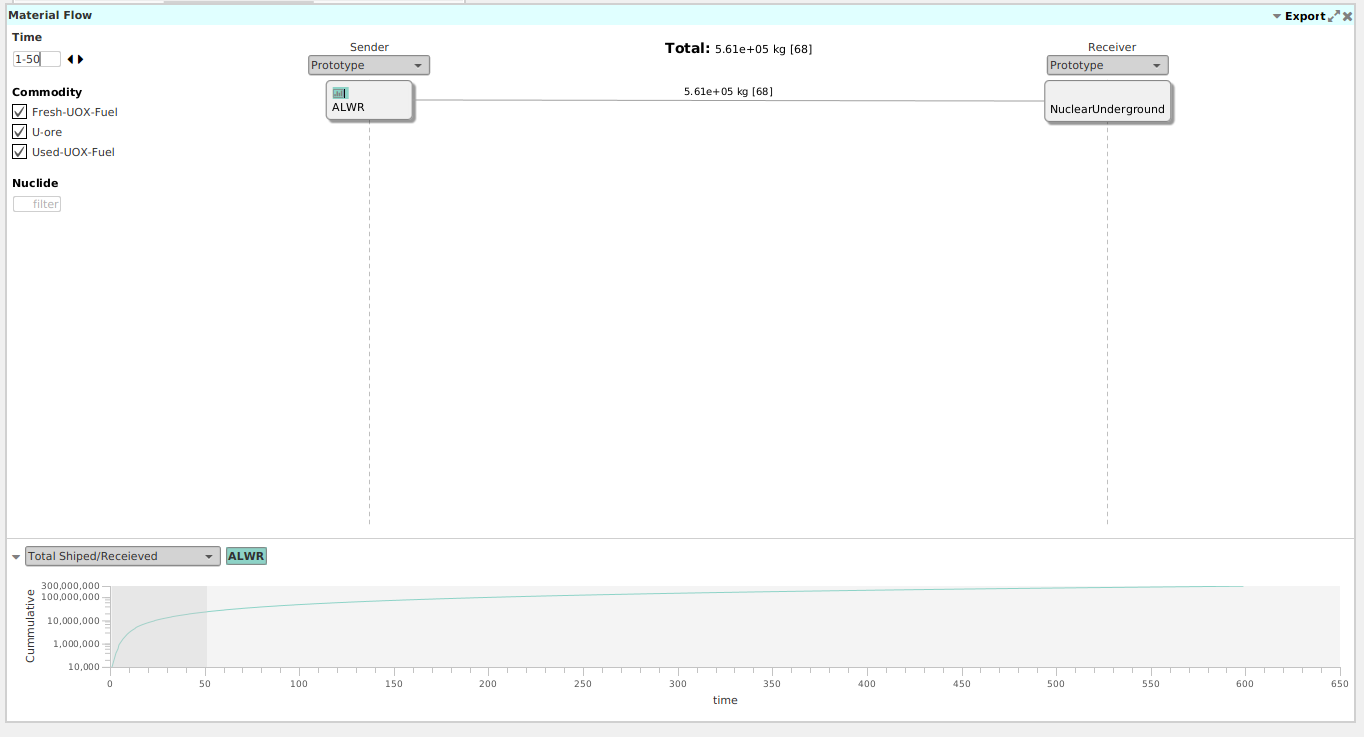 Material Flow
Export
Time
1-50
Commodity
Fresh-UOX-Fuel
U-ore
Used-UOX-Fuel
Nuclide
filter
Sender
Prototype
ALWR
Total: 5.61e+05 kg [68]
5.61e+05 kg [68]
Receiver
Prototype
NuclearUnderground
Total Shiped/Receieved
ALWR
Cummulative
300,000,000
100,000,000
10,000,000
1,000,000
10,000
0 50 100 150 200 250 300 350 400 450 500 550 600 650
time